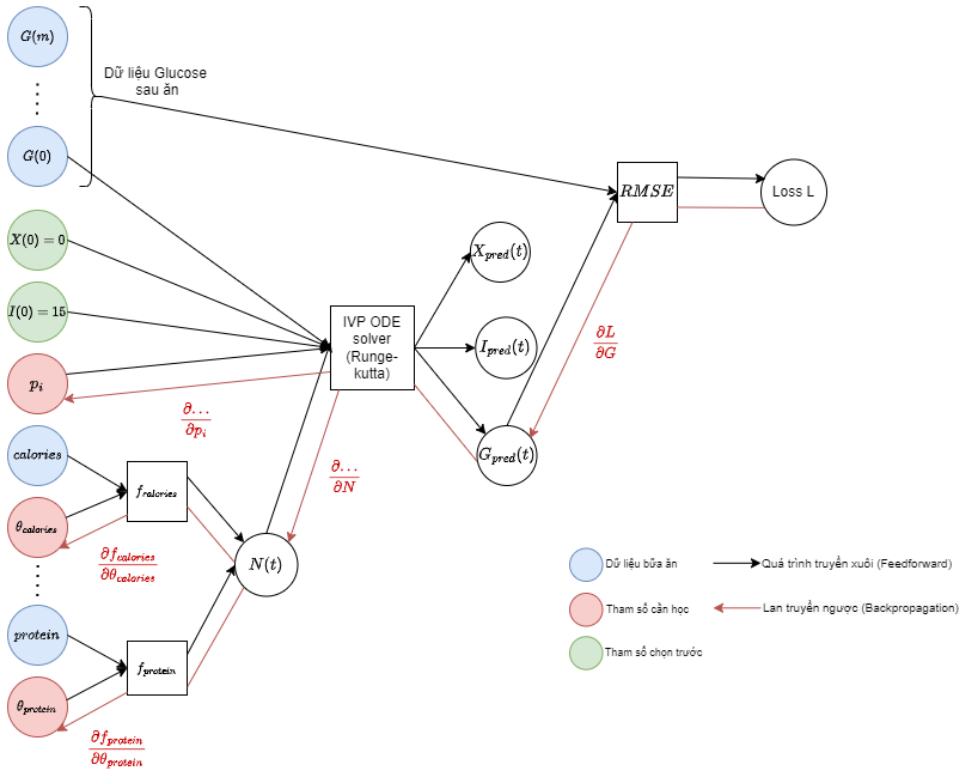 G(m)
⋮
G(0)
Dữ liệu Glucose
sau ăn
X(0) = 0
I(0) = 15
p_i
calories
θ_calories
⋮
protein
θ_protein
f_calories
f_protein
N(t)
IVP ODE
solver
(Runge-
kutta)
X_pred(t)
I_pred(t)
G_pred(t)
RMSE
Loss L
∂L
∂G
∂...
∂p_i
∂...
∂N
∂f_calories
∂θ_calories
∂f_protein
∂θ_protein
Dữ liệu bữa ăn
Tham số cần học
Tham số chọn trước
Quá trình truyền xuôi (Feedforward)
Lan truyền ngược (Backpropagation)